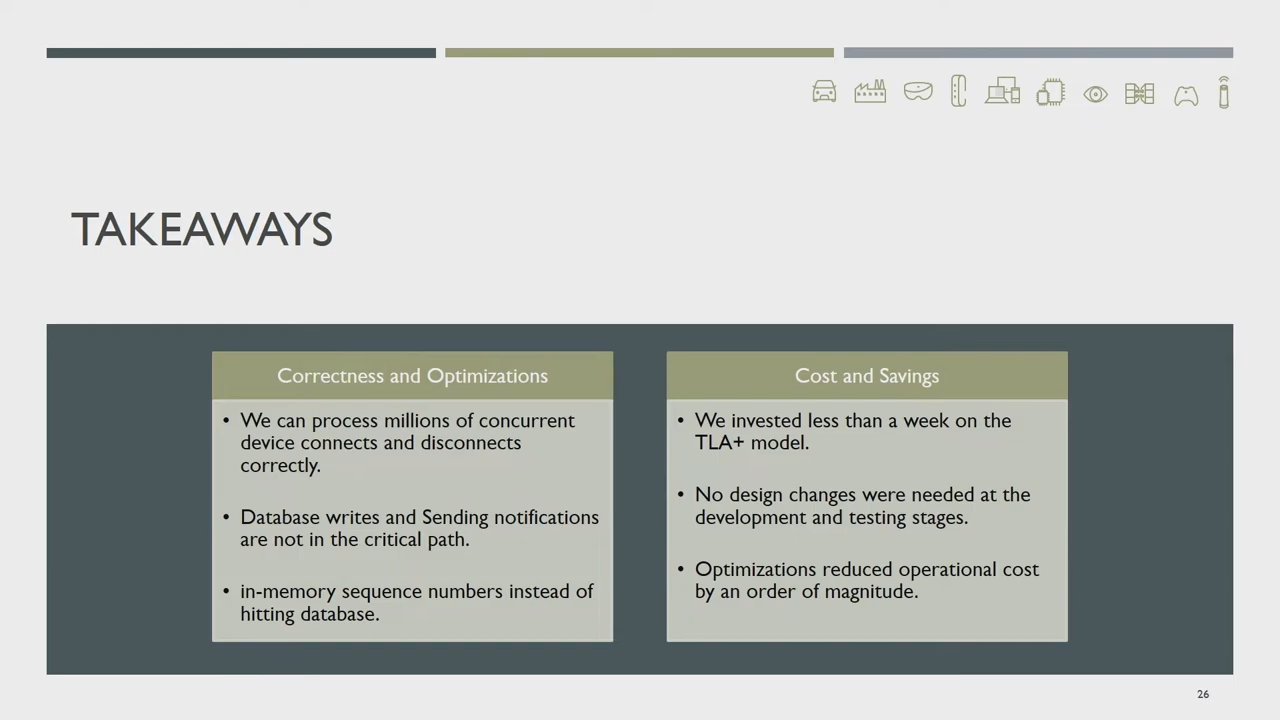 TAKEAWAYS
Correctness and Optimizations
• We can process millions of concurrent
device connects and disconnects
correctly.
• Database writes and Sending notifications
are not in the critical path.
• in-memory sequence numbers instead of
hitting database.
Cost and Savings
• We invested less than a week on the
TLA+ model.
• No design changes were needed at the
development and testing stages.
• Optimizations reduced operational cost
by an order of magnitude.
26